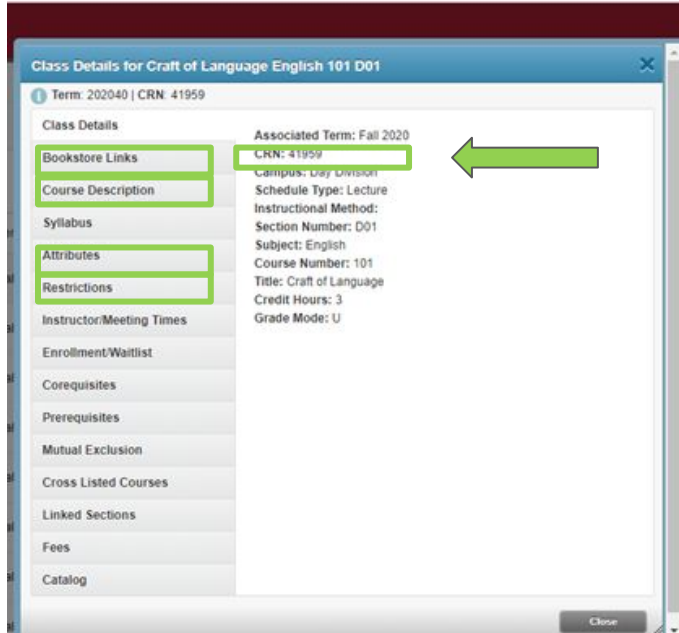 Class Details for Craft of Language English 101 D01
Term: 202040 | CRN: 41959
Class Details
Bookstore Links
Course Description
Syllabus
Attributes
Restrictions
Instructor/Meeting Times
Enrollment/Waitlist
Corequisites
Prerequisites
Mutual Exclusion
Cross Listed Courses
Linked Sections
Fees
Catalog
Associated Term: Fall 2020
CRN: 41959
Campus: Day Division
Schedule Type: Lecture
Instructional Method:
Section Number: D01
Subject: English
Course Number: 101
Title: Craft of Language
Credit Hours: 3
Grade Mode: U
Close